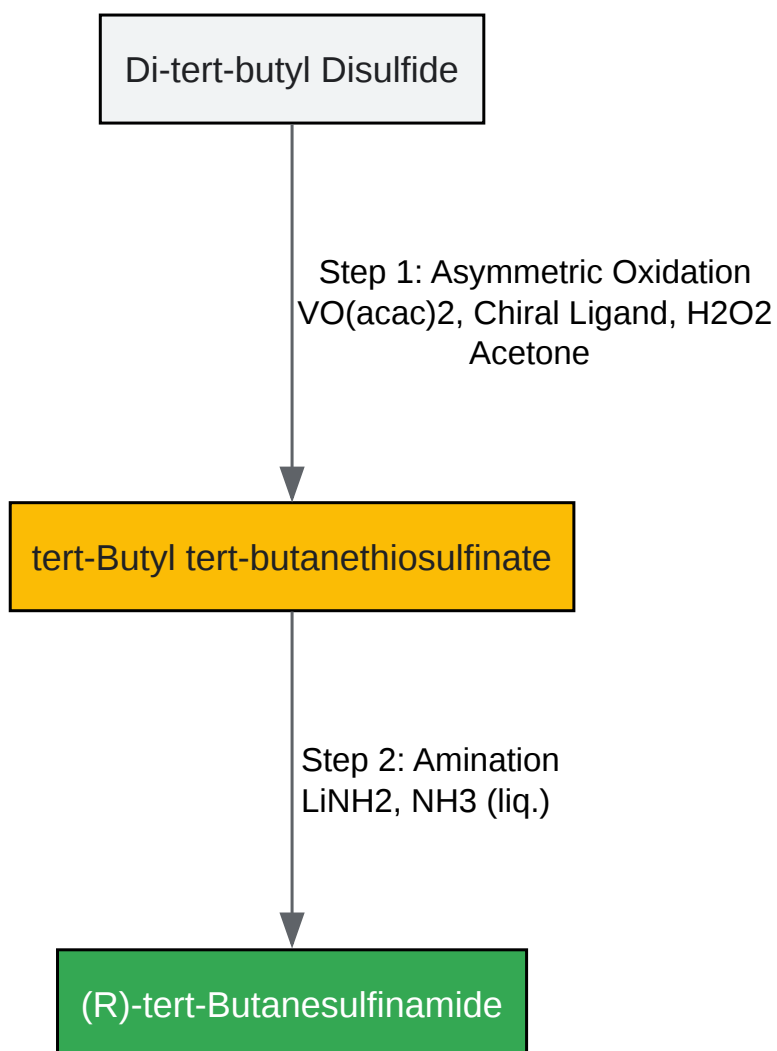 Di-tert-butyl Disulfide
Step 1: Asymmetric Oxidation
VO(acac)2, Chiral Ligand, H2O2
Acetone
tert-Butyl tert-butanethiosulfinate
Step 2: Amination
LiNH2, NH3 (liq.)
(R)-tert-Butanesulfinamide